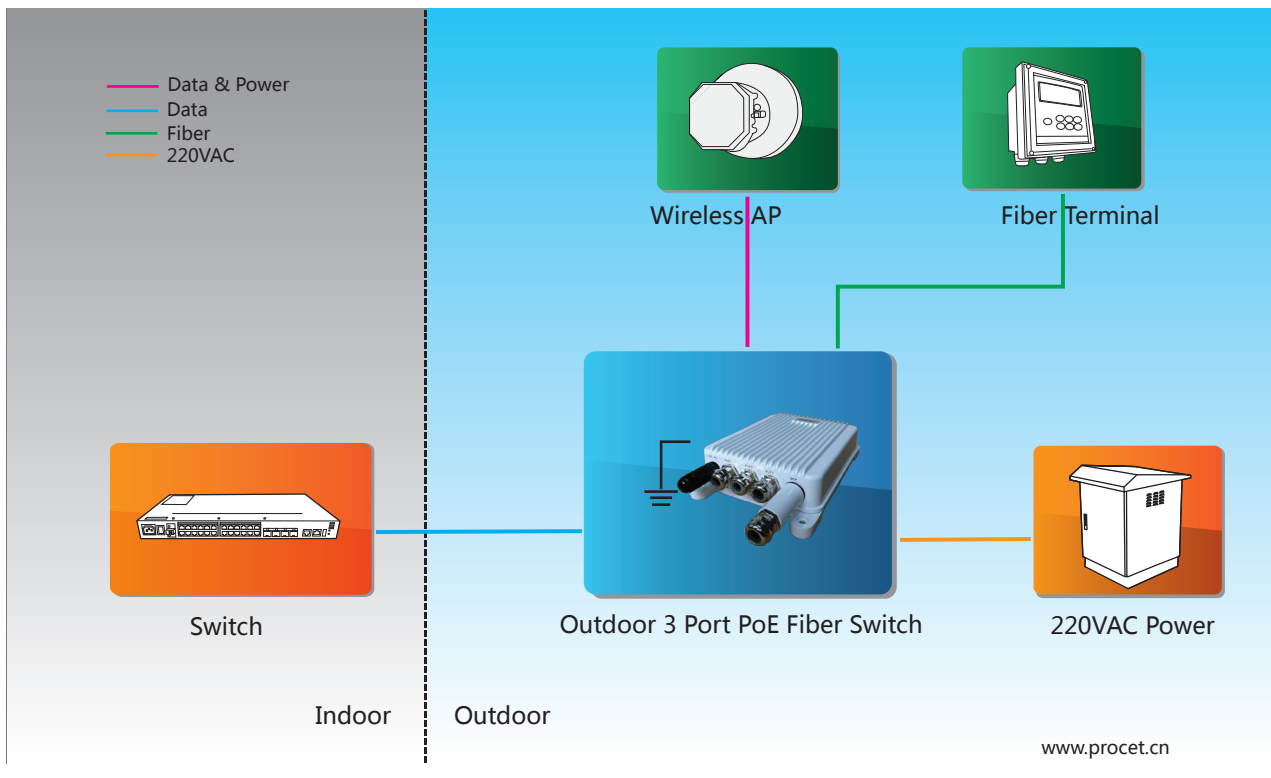 Data & Power
Data
Fiber
220VAC
Wireless AP
Fiber Terminal
Switch
Outdoor 3 Port PoE Fiber Switch
220VAC Power
Indoor
Outdoor
www.procet.cn